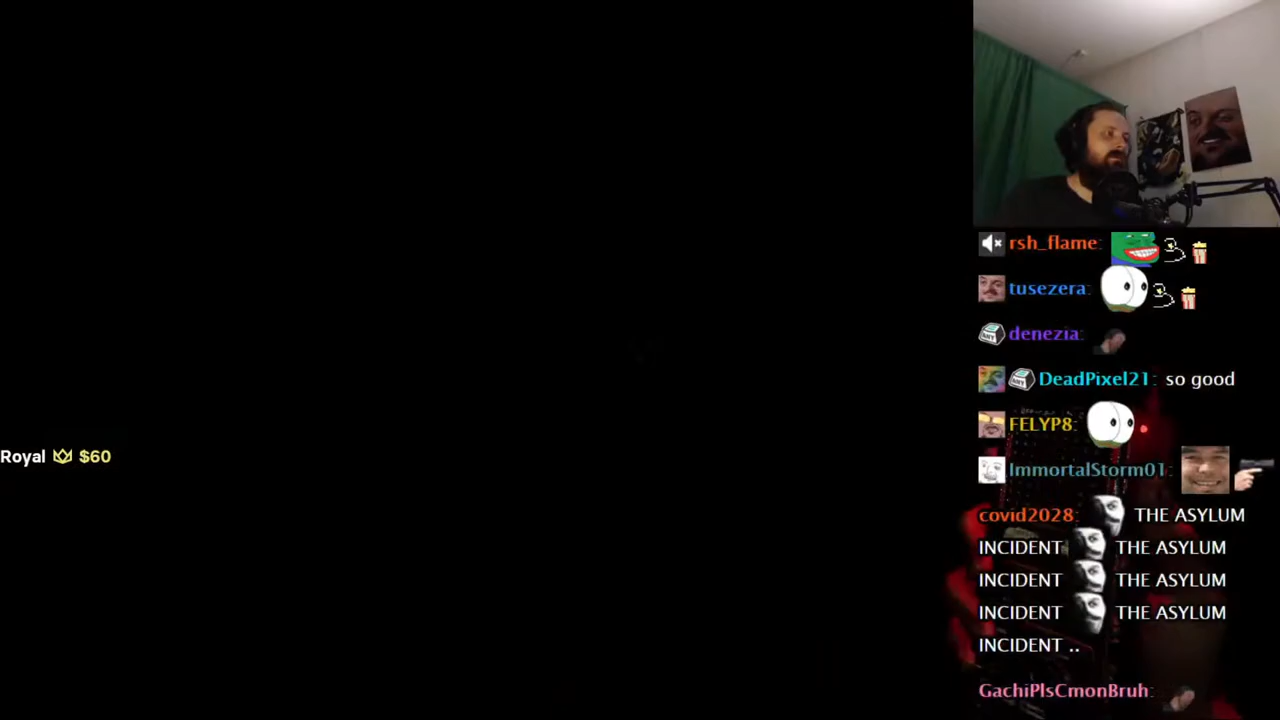 rsh_flame:
tusezera:
denezia:
DeadPixel21: so good
FELYP8:
Royal $60
ImmortalStorm01:
covid2028: THE ASYLUM
INCIDENT THE ASYLUM
INCIDENT THE ASYLUM
INCIDENT THE ASYLUM
INCIDENT ..
GachiPlsCmonBruh: